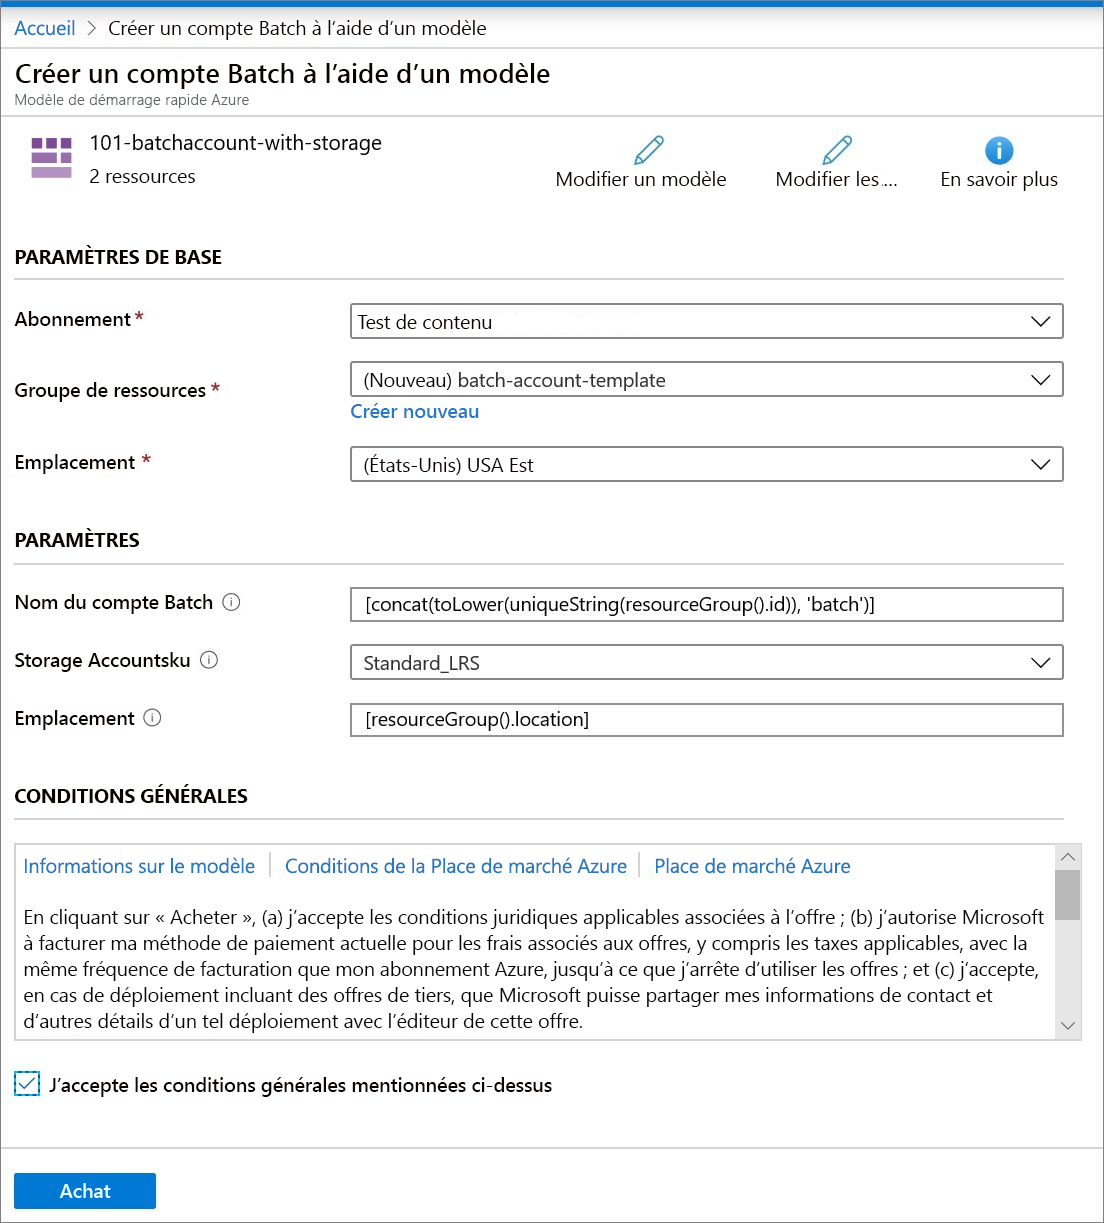 Accueil > Créer un compte Batch à l’aide d’un modèle
Créer un compte Batch à l’aide d’un modèle
Modèle de démarrage rapide Azure
101-batchaccount-with-storage
2 ressources
Modifier un modèle
Modifier les ...
En savoir plus
PARAMÈTRES DE BASE
Abonnement *
Test de contenu
Groupe de ressources *
(Nouveau) batch-account-template
Créer nouveau
Emplacement *
(États-Unis) USA Est
PARAMÈTRES
Nom du compte Batch
[concat(toLower(uniqueString(resourceGroup().id)), 'batch')]
Storage Accountsku
Standard_LRS
Emplacement
[resourceGroup().location]
CONDITIONS GÉNÉRALES
Informations sur le modèle | Conditions de la Place de marché Azure | Place de marché Azure
En cliquant sur « Acheter », (a) j’accepte les conditions juridiques applicables associées à l’offre ; (b) j’autorise Microsoft
à facturer ma méthode de paiement actuelle pour les frais associés aux offres, y compris les taxes applicables, avec la
même fréquence de facturation que mon abonnement Azure, jusqu’à ce que j’arrête d’utiliser les offres ; et (c) j’accepte,
en cas de déploiement incluant des offres de tiers, que Microsoft puisse partager mes informations de contact et
d’autres détails d’un tel déploiement avec l’éditeur de cette offre.
J’accepte les conditions générales mentionnées ci-dessus
Achat